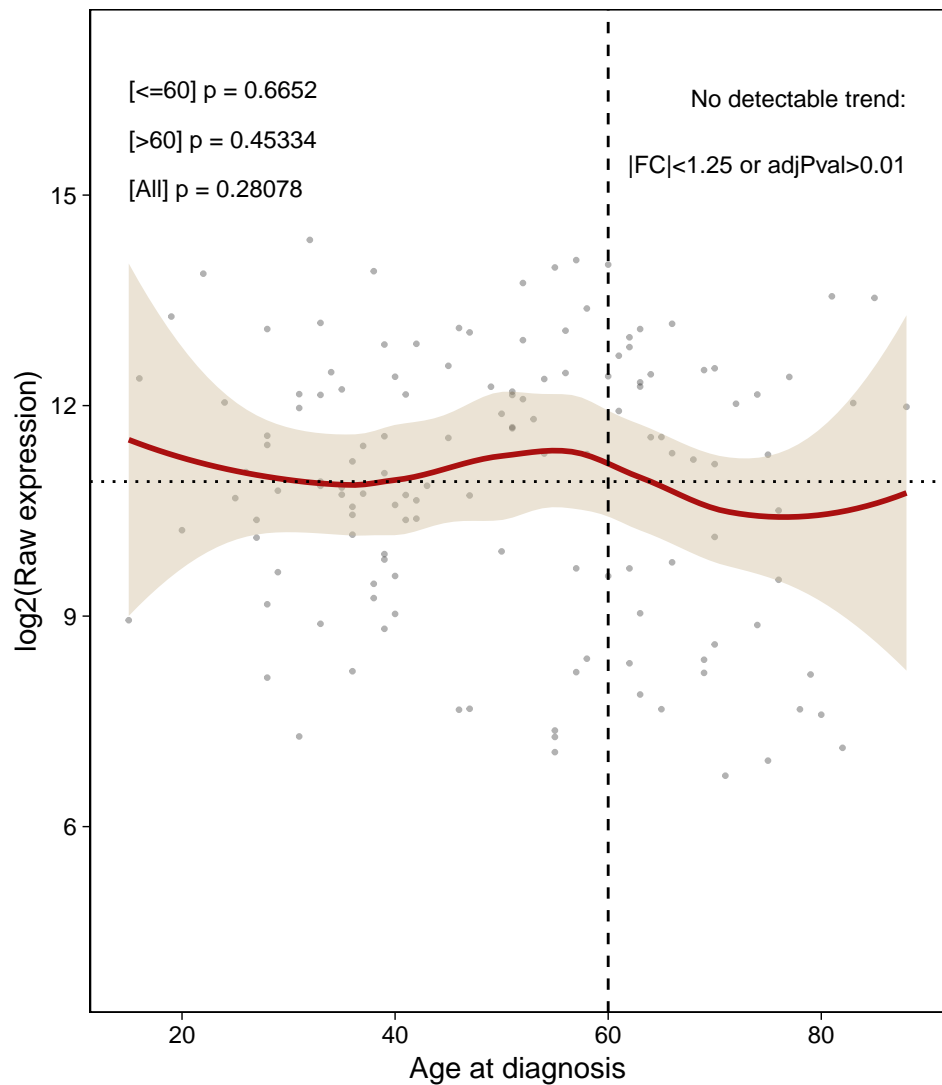 [<=60] p = 0.6652
[>60] p = 0.45334
[All] p = 0.28078
No detectable trend:
|FC|<1.25 or adjPval>0.01
log2(Raw expression)
15
12
9
6
20
40
60
80
Age at diagnosis